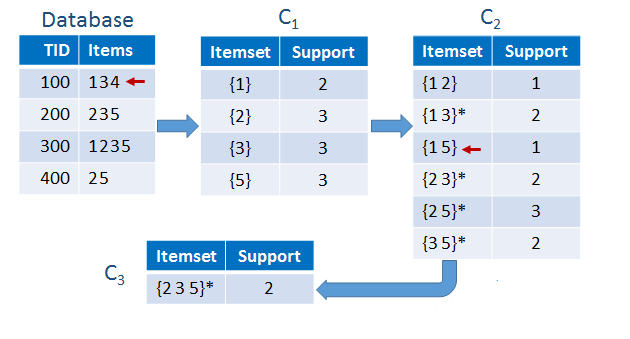 Database
TID Items
100 134
200 235
300 1235
400 25
C1
Itemset Support
{1} 2
{2} 3
{3} 3
{5} 3
C2
Itemset Support
{1 2} 1
{1 3}* 2
{1 5} 1
{2 3}* 2
{2 5}* 3
{3 5}* 2
C3
Itemset Support
{2 3 5}* 2